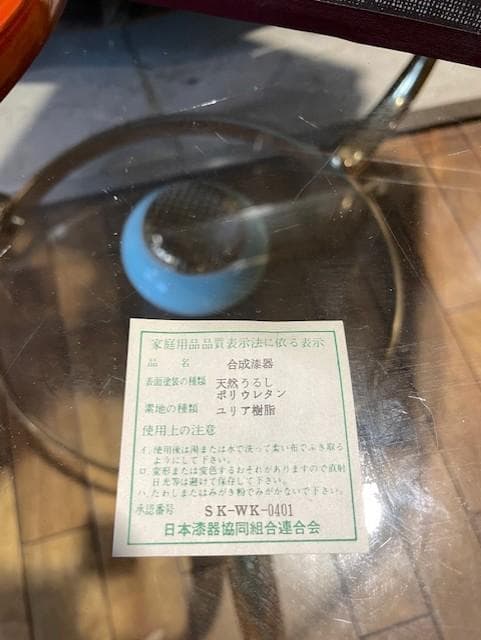 家庭用品品質表示法に依る表示
品名 合成漆器
表面塗装の種類 天然うるし
ポリウレタン
素地の種類 ユリア樹脂
使用上の注意
イ.使用後は湯または水で洗って柔い布でふき取る
ようにして下さい。
ロ.変形または変色するおそれがありますので直射
日光等は避けて保存して下さい。
ハ.たわしまたはみがき粉でみがかないで下さい。
承認番号 SK-WK-0401
日本漆器協同組合連合会